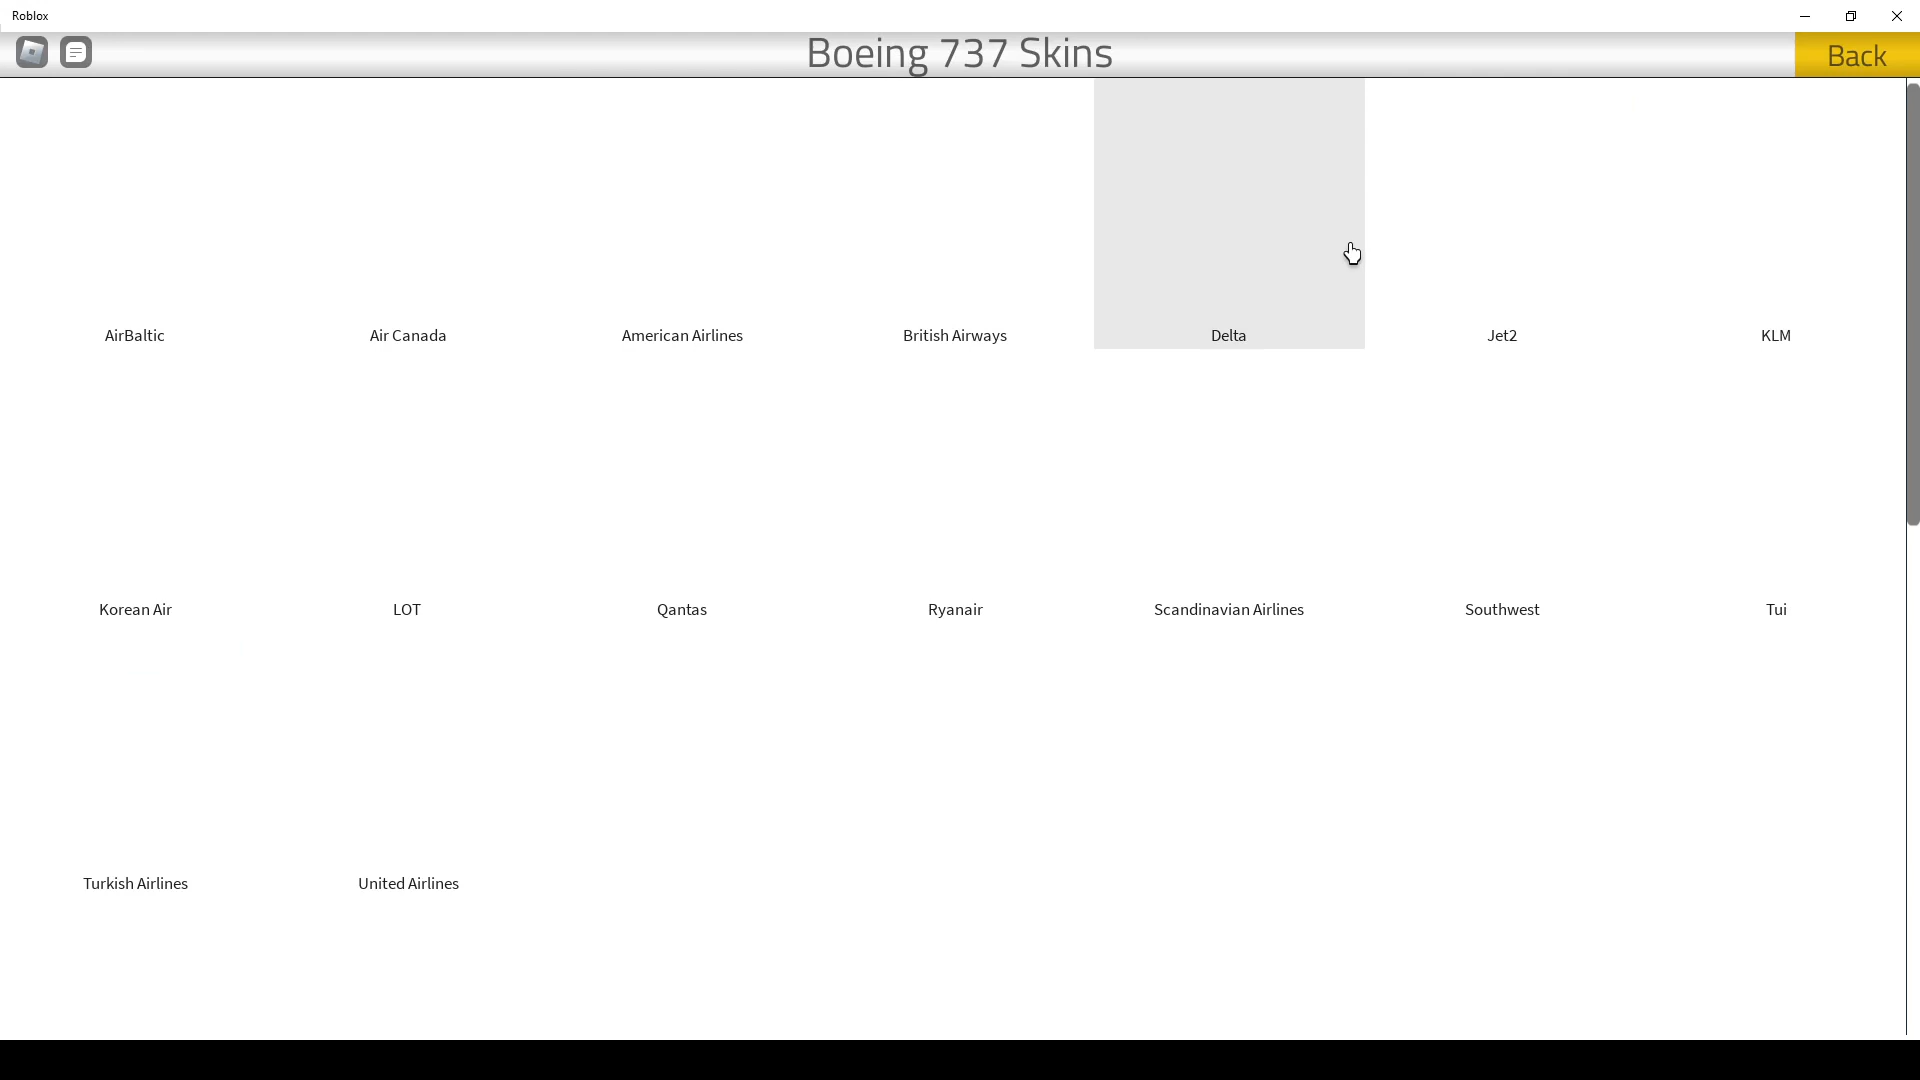 Roblox
Boeing 737 Skins
Back
AirBaltic
Air Canada
American Airlines
British Airways
Delta
Jet2
KLM
Korean Air
LOT
Qantas
Ryanair
Scandinavian Airlines
Southwest
Tui
Turkish Airlines
United Airlines